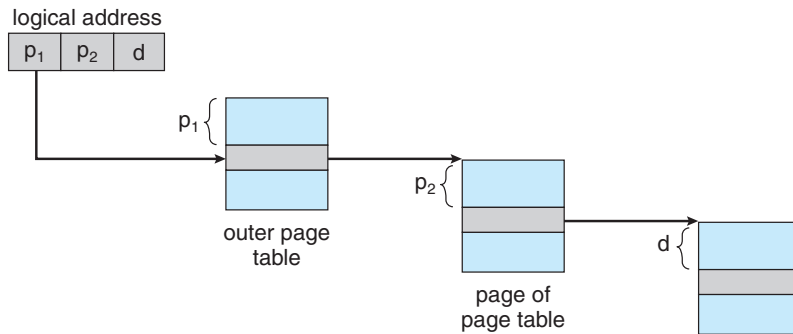 logical address
p₁ p₂ d
p₁
outer page
table
p₂
page of
page table
d